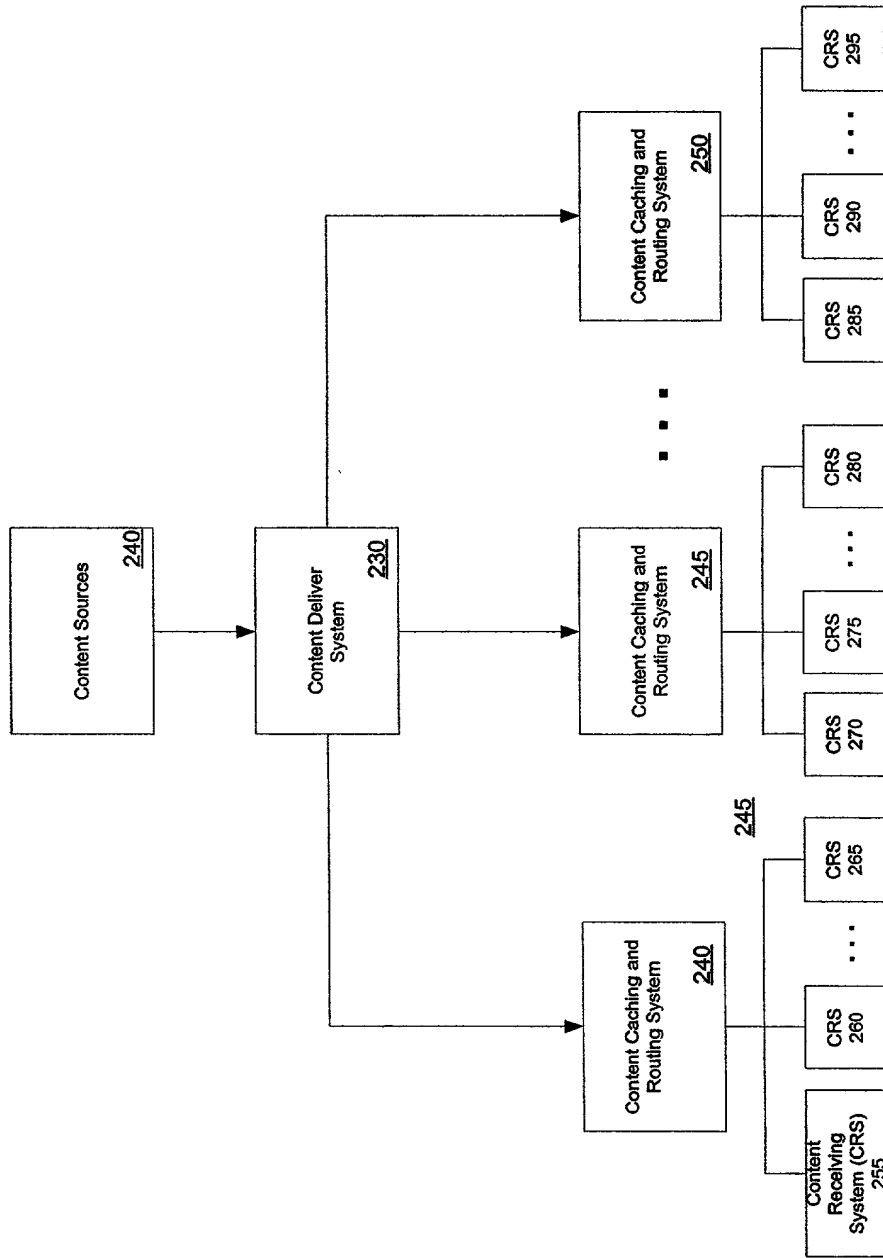 Content Sources
240
Content Deliver
System
230
Content Caching and
Routing System
240
Content Caching and
Routing System
245
. . .
Content Caching and
Routing System
250
245
Content
Receiving
System (CRS)
255
CRS
260
. . .
CRS
265
CRS
270
CRS
275
. . .
CRS
280
CRS
285
CRS
290
. . .
CRS
295